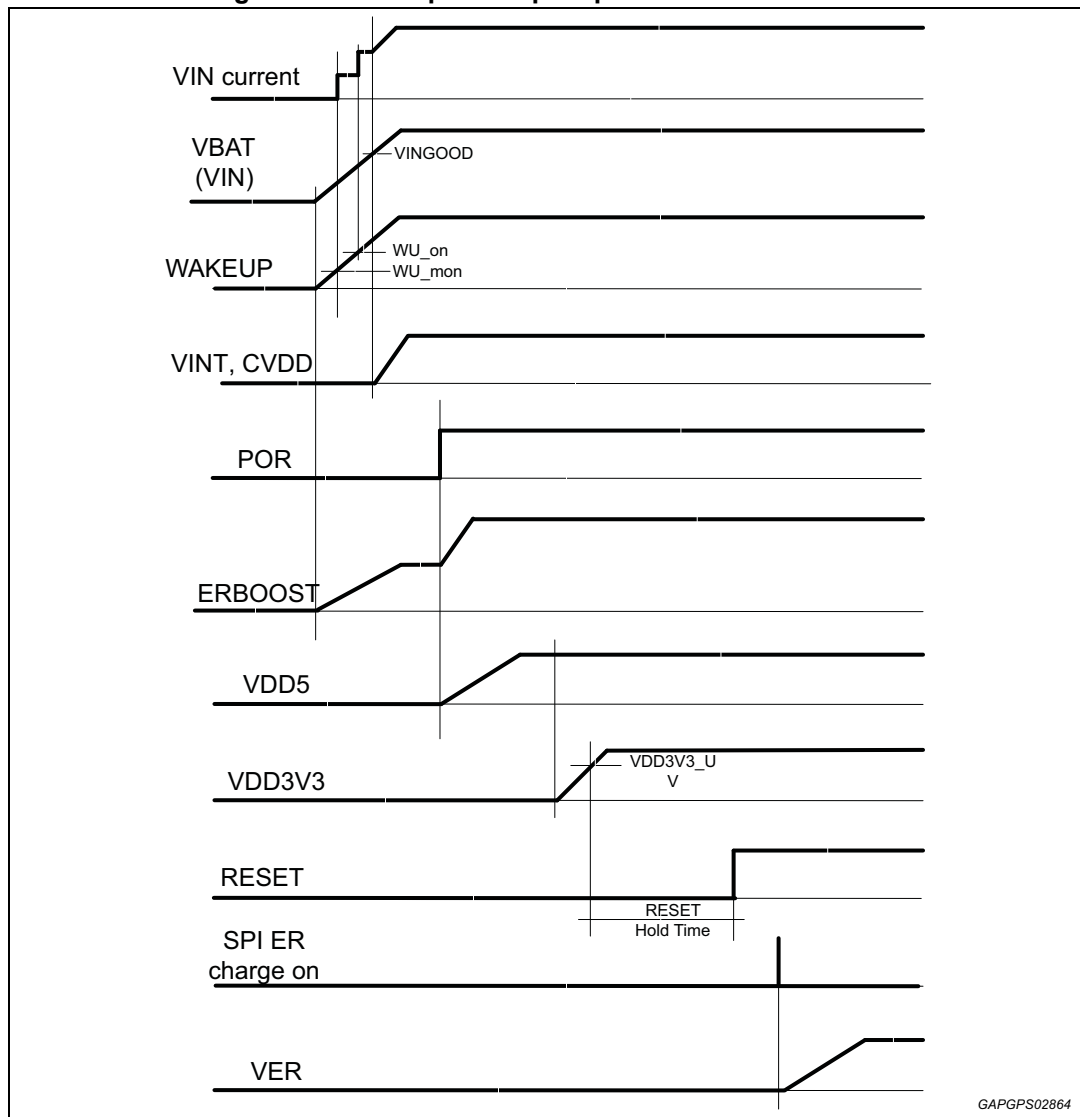 VIN current
VBAT
(VIN)
VINGOOD
WAKEUP
WU_on
WU_mon
VINT, CVDD
POR
ERBOOST
VDD5
VDD3V3
VDD3V3_U
V
RESET
RESET
Hold Time
SPI ER
charge on
VER
GAPGPS02864